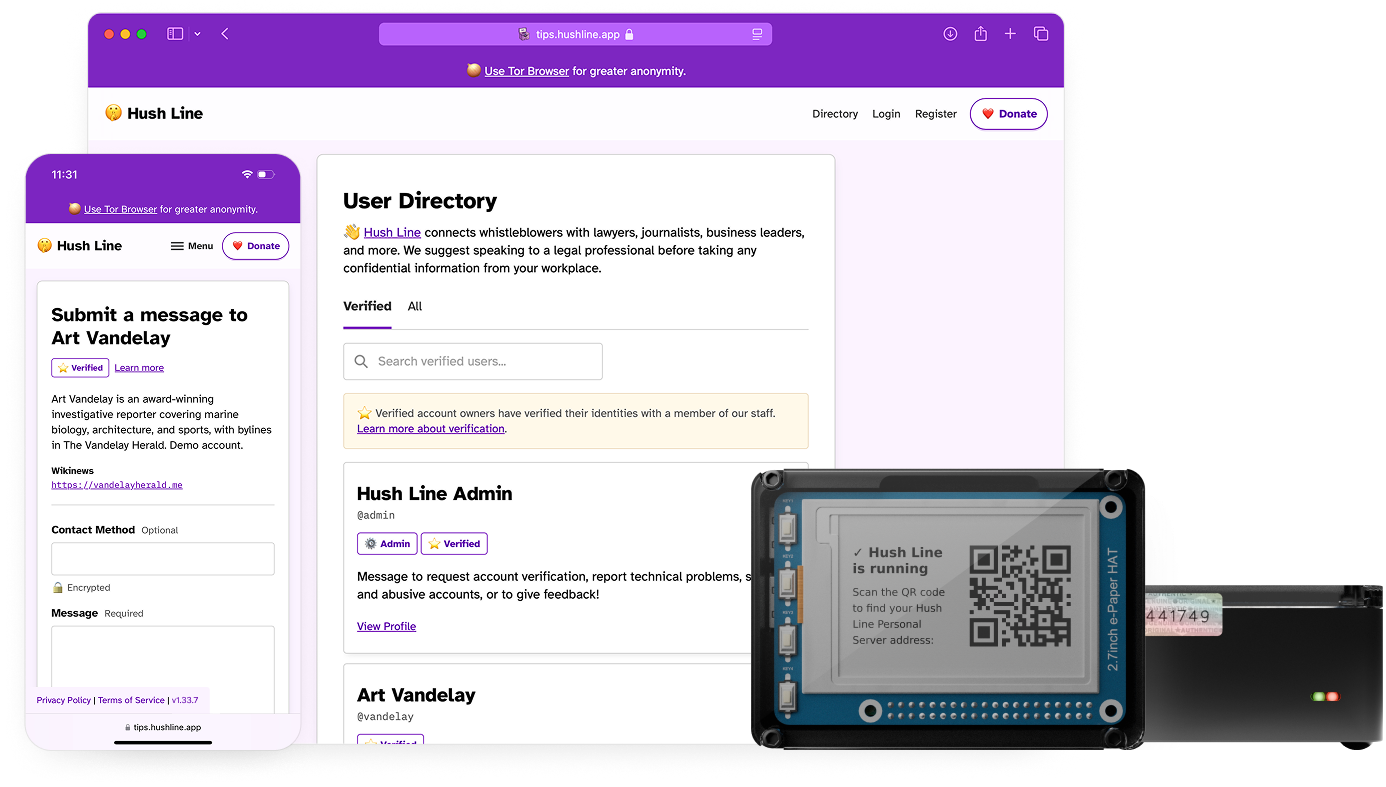 tips.hushline.app
Use Tor Browser for greater anonymity.
Hush Line
Directory
Login
Register
Donate
User Directory
Hush Line connects whistleblowers with lawyers, journalists, business leaders,
and more. We suggest speaking to a legal professional before taking any
confidential information from your workplace.
Verified
All
Search verified users...
Verified account owners have verified their identities with a member of our staff.
Learn more about verification.
Hush Line Admin
@admin
Admin
Verified
Message to request account verification, report technical problems, s
and abusive accounts, or to give feedback!
View Profile
Art Vandelay
@vandelay
Verified
11:31
Use Tor Browser for greater anonymity.
Hush Line
Menu
Donate
Submit a message to
Art Vandelay
Verified
Learn more
Art Vandelay is an award-winning
investigative reporter covering marine
biology, architecture, and sports, with bylines
in The Vandelay Herald. Demo account.
Wikinews
https://vandelayherald.me
Contact Method Optional
Encrypted
Message Required
Privacy Policy | Terms of Service | v1.33.7
tips.hushline.app
KEY1
KEY2
KEY3
KEY4
✓ Hush Line
is running
Scan the QR code
to find your Hush
Line Personal
Server address:
2.7inch e-Paper HAT
441749